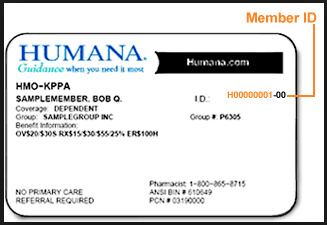 Member ID
HUMANA.
Guidance when you need it most
Humana.com
HMO-KPPA
SAMPLEMEMBER, BOB Q. I.D.: H00000001-00
Coverage: DEPENDENT
Group: SAMPLEGROUP INC Group #: P6305
Benefit Information:
OV$20/$30S RX$15/$30/$55/25% ER$100H
Pharmacist: 1-800-865-8715
NO PRIMARY CARE ANSI BIN # 610649
REFERRAL REQUIRED PCN # 03190000